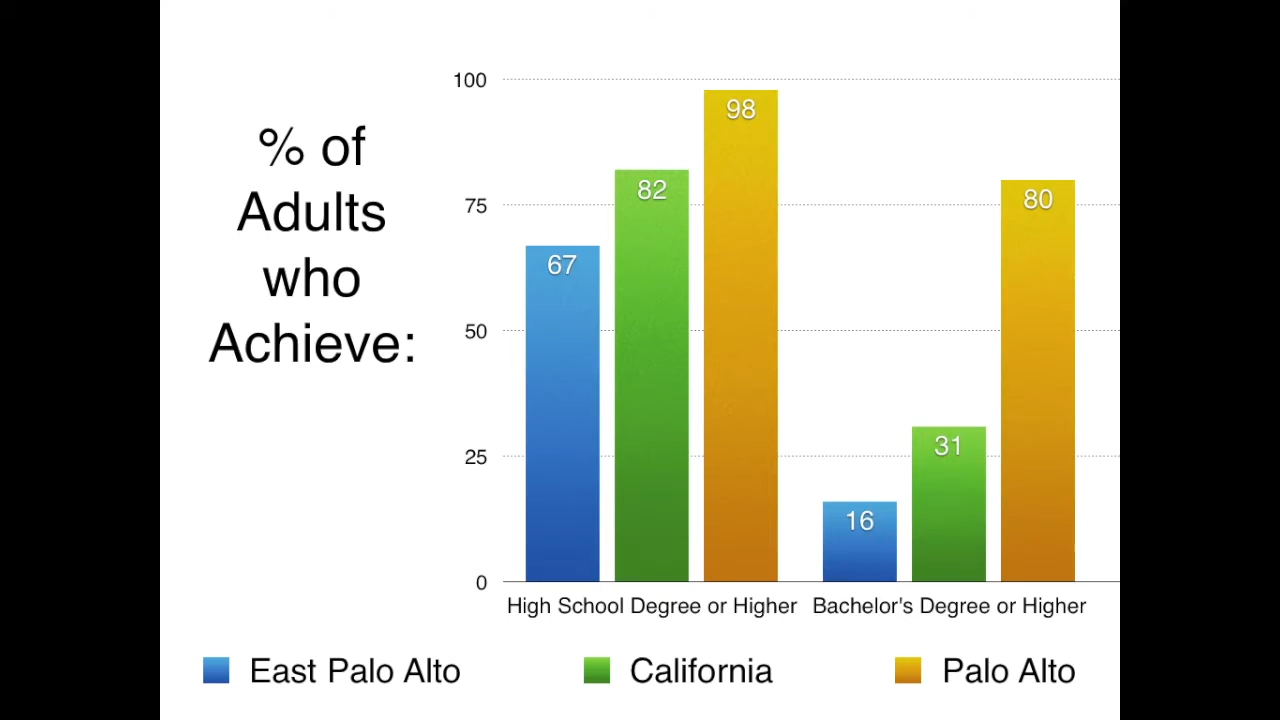 % of
Adults
who
Achieve:
100
75
50
25
0
67
82
98
16
31
80
High School Degree or Higher
Bachelor's Degree or Higher
East Palo Alto
California
Palo Alto